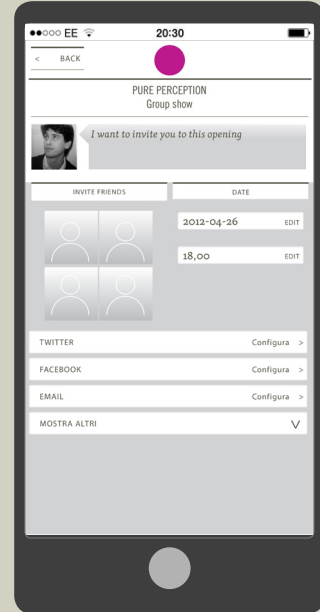 EE 20:30
< BACK
PURE PERCEPTION
Group show
I want to invite you to this opening
INVITE FRIENDS DATE
2012-04-26 EDIT
18,00 EDIT
TWITTER Configura >
FACEBOOK Configura >
EMAIL Configura >
MOSTRA ALTRI